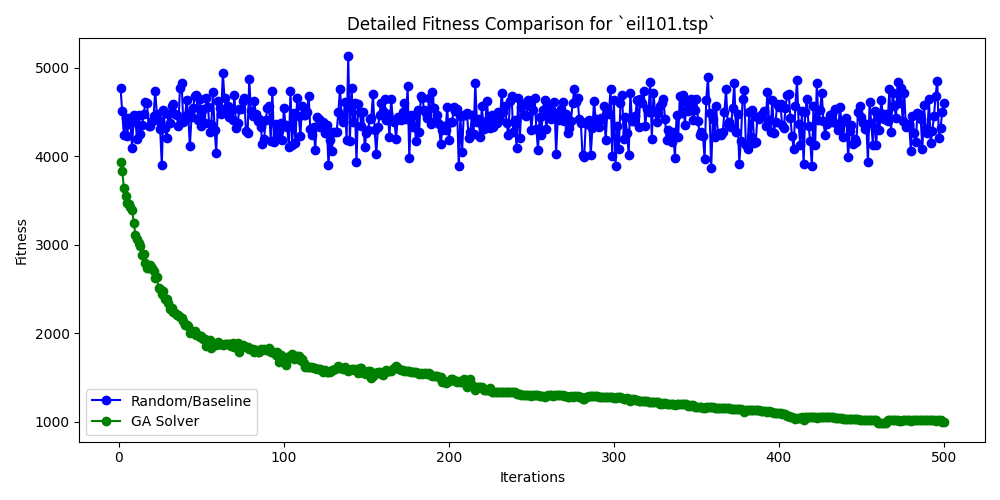 Detailed Fitness Comparison for `eil101.tsp`
Fitness
5000
4000
3000
2000
1000
Random/Baseline
GA Solver
0 100 200 300 400 500
Iterations